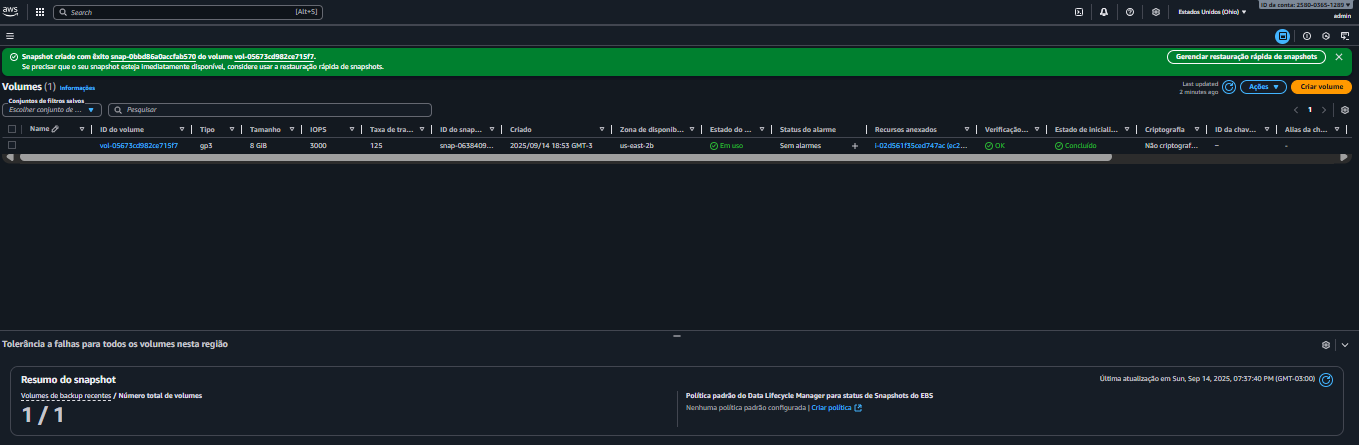 aws
Search [Alt+S]
Estados Unidos (Ohio)
ID da conta: 2580-0365-1289
admin
Snapshot criado com êxito snap-0bbd86a0accfab570 do volume vol-05673cd982ce715f7.
Se precisar que o seu snapshot esteja imediatamente disponível, considere usar a restauração rápida de snapshots.
Gerenciar restauração rápida de snapshots
Volumes (1) Informações
Last updated
2 minutes ago
Ações
Criar volume
Conjuntos de filtros salvos
Escolher conjunto de ...
Pesquisar
1
Name ID do volume Tipo Tamanho IOPS Taxa de tra... ID do snap... Criado Zona de disponib... Estado do ... Status do alarme Recursos anexados Verificação... Estado de iniciali... Criptografia ID da chav... Alias da ch...
vol-05673cd982ce715f7 gp3 8 GiB 3000 125 snap-0638409... 2025/09/14 18:53 GMT-3 us-east-2b Em uso Sem alarmes + i-02d561f35ced747ac (ec2... OK Concluído Não criptograf... – -
Tolerância a falhas para todos os volumes nesta região
Resumo do snapshot
Última atualização em Sun, Sep 14, 2025, 07:37:40 PM (GMT-03:00)
Volumes de backup recentes / Número total de volumes
1 / 1
Política padrão do Data Lifecycle Manager para status de Snapshots do EBS
Nenhuma política padrão configurada | Criar política